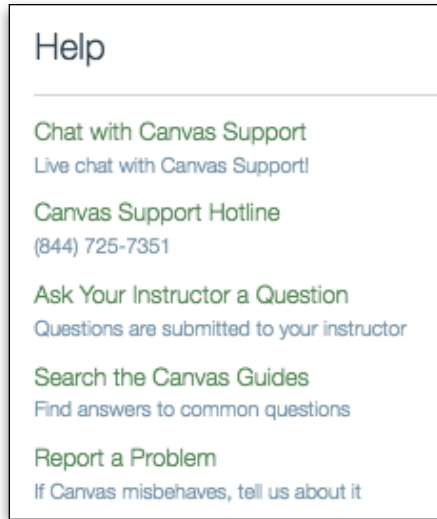 Help
Chat with Canvas Support
Live chat with Canvas Support!
Canvas Support Hotline
(844) 725-7351
Ask Your Instructor a Question
Questions are submitted to your instructor
Search the Canvas Guides
Find answers to common questions
Report a Problem
If Canvas misbehaves, tell us about it